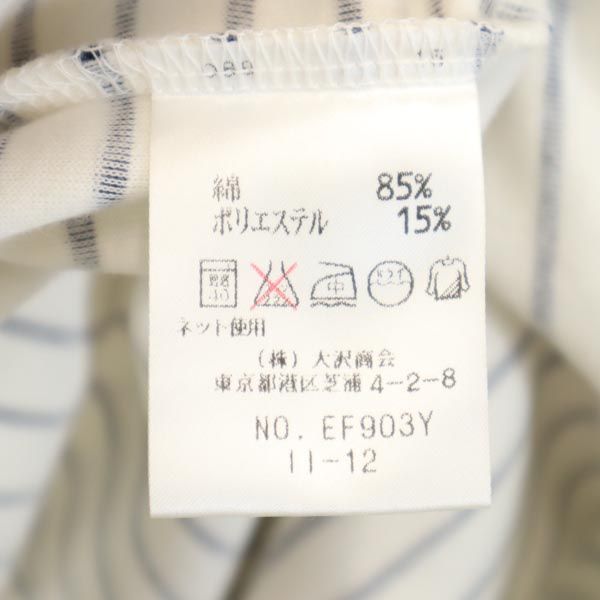 綿 85%
ポリエステル 15%
中
ネット使用
(株) 大沢商会
東京都港区芝浦4-2-8
NO. EF903Y
11-12